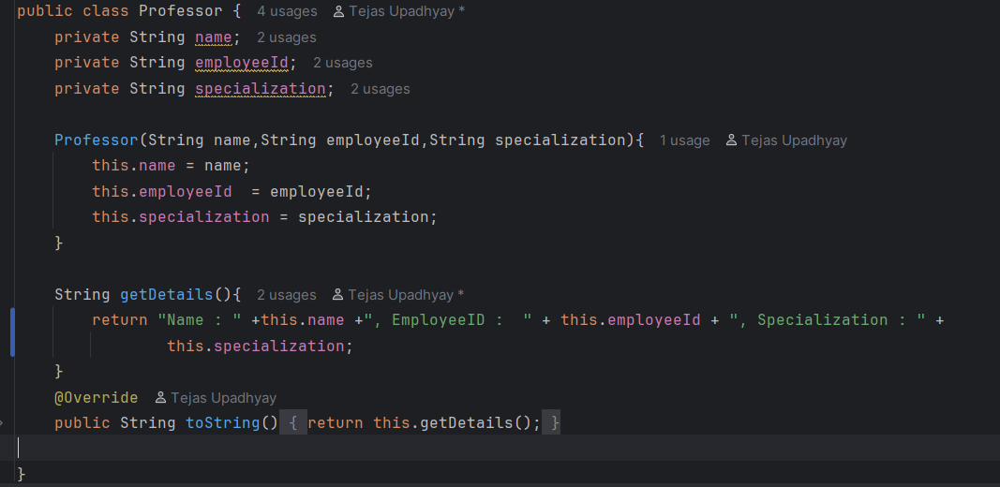 public class Professor { 4 usages Tejas Upadhyay *
private String name; 2 usages
private String employeeId; 2 usages
private String specialization; 2 usages
Professor(String name,String employeeId,String specialization){ 1 usage Tejas Upadhyay
this.name = name;
this.employeeId  = employeeId;
this.specialization = specialization;
}
String getDetails(){ 2 usages Tejas Upadhyay *
return "Name : " +this.name +", EmployeeID :  " + this.employeeId + ", Specialization : " +
this.specialization;
}
@Override Tejas Upadhyay
public String toString() { return this.getDetails(); }
}